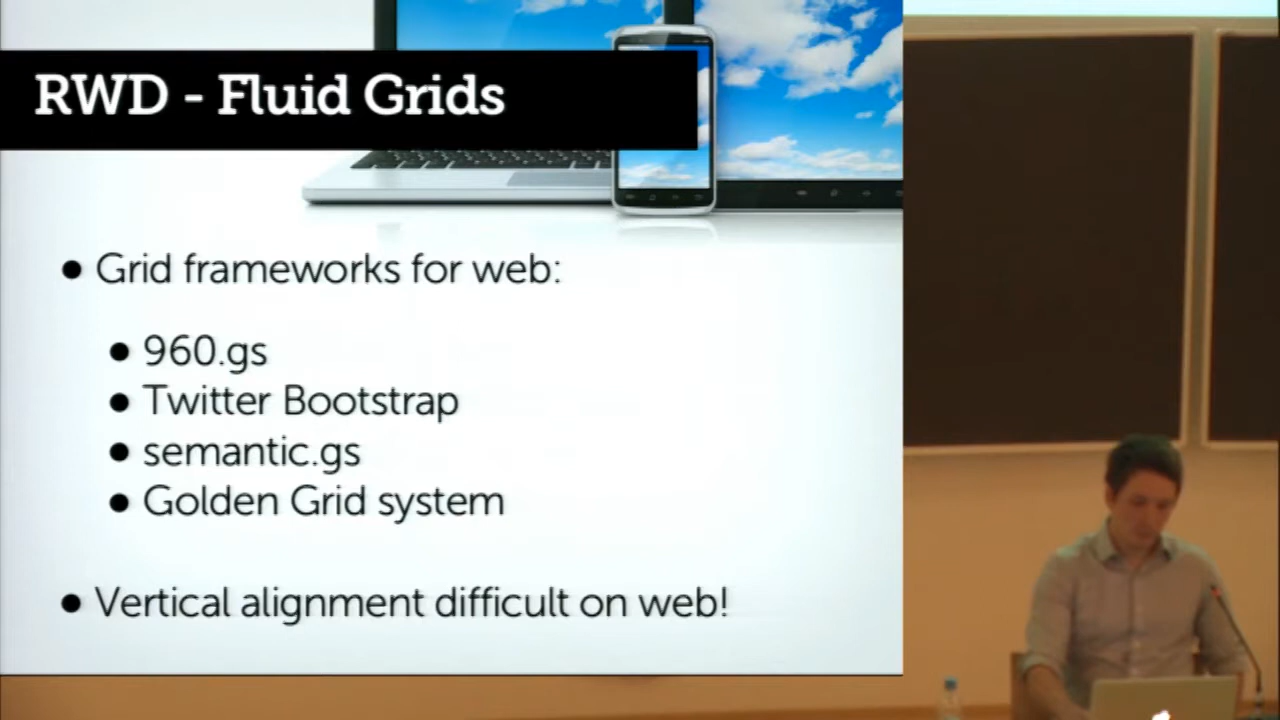 RWD - Fluid Grids
• Grid frameworks for web:
• 960.gs
• Twitter Bootstrap
• semantic.gs
• Golden Grid system
• Vertical alignment difficult on web!